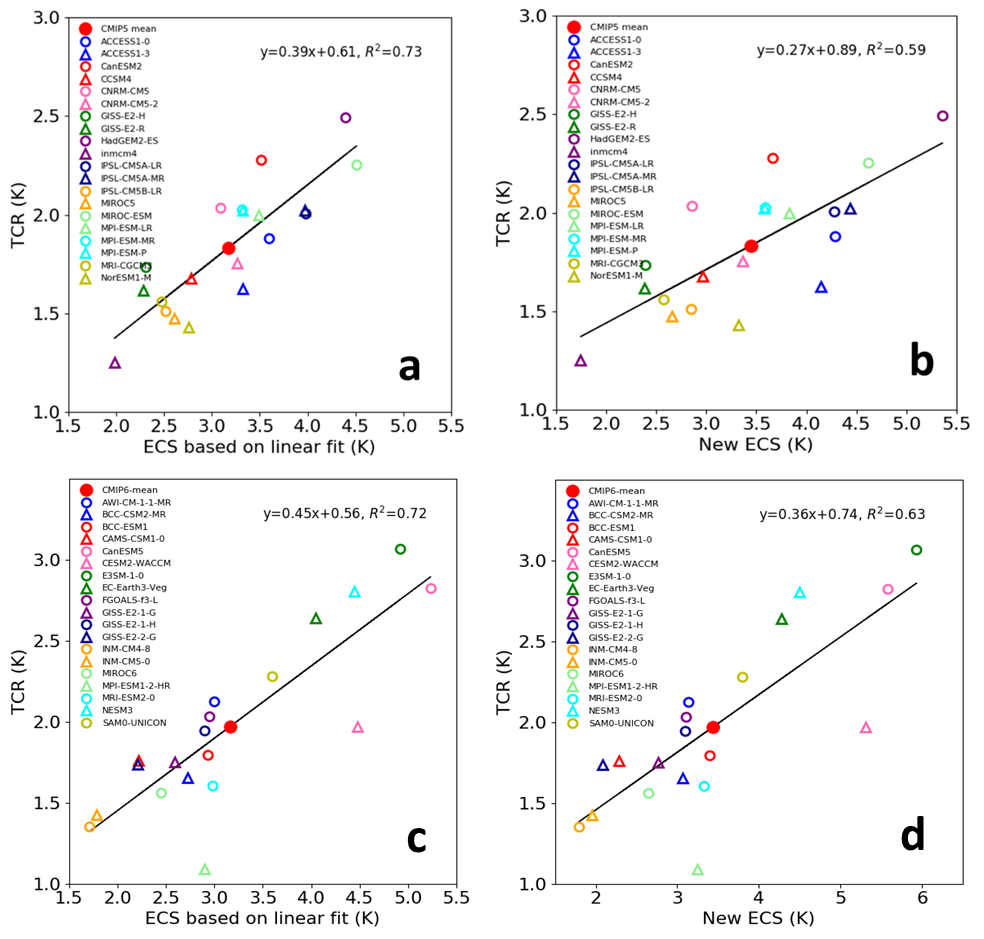 3.0
2.5
2.0
1.5
1.0
TCR (K)
CMIP5 mean
ACCESS1-0
ACCESS1-3
CanESM2
CCSM4
CNRM-CM5
CNRM-CM5-2
GISS-E2-H
GISS-E2-R
HadGEM2-ES
inmcm4
IPSL-CM5A-LR
IPSL-CM5A-MR
IPSL-CM5B-LR
MIROC5
MIROC-ESM
MPI-ESM-LR
MPI-ESM-MR
MPI-ESM-P
MRI-CGCM3
NorESM1-M
y=0.39x+0.61, R²=0.73
a
1.5 2.0 2.5 3.0 3.5 4.0 4.5 5.0 5.5
ECS based on linear fit (K)
3.0
2.5
2.0
1.5
1.0
TCR (K)
CMIP5 mean
ACCESS1-0
ACCESS1-3
CanESM2
CCSM4
CNRM-CM5
CNRM-CM5-2
GISS-E2-H
GISS-E2-R
HadGEM2-ES
inmcm4
IPSL-CM5A-LR
IPSL-CM5A-MR
IPSL-CM5B-LR
MIROC5
MIROC-ESM
MPI-ESM-LR
MPI-ESM-MR
MPI-ESM-P
MRI-CGCM3
NorESM1-M
y=0.27x+0.89, R²=0.59
b
1.5 2.0 2.5 3.0 3.5 4.0 4.5 5.0 5.5
New ECS (K)
3.0
2.5
2.0
1.5
1.0
TCR (K)
CMIP6-mean
AWI-CM-1-1-MR
BCC-CSM2-MR
BCC-ESM1
CAMS-CSM1-0
CanESM5
CESM2-WACCM
E3SM-1-0
EC-Earth3-Veg
FGOALS-f3-L
GISS-E2-1-G
GISS-E2-1-H
GISS-E2-2-G
INM-CM4-8
INM-CM5-0
MIROC6
MPI-ESM1-2-HR
MRI-ESM2-0
NESM3
SAM0-UNICON
y=0.45x+0.56, R²=0.72
c
1.5 2.0 2.5 3.0 3.5 4.0 4.5 5.0 5.5
ECS based on linear fit (K)
3.0
2.5
2.0
1.5
1.0
TCR (K)
CMIP6-mean
AWI-CM-1-1-MR
BCC-CSM2-MR
BCC-ESM1
CAMS-CSM1-0
CanESM5
CESM2-WACCM
E3SM-1-0
EC-Earth3-Veg
FGOALS-f3-L
GISS-E2-1-G
GISS-E2-1-H
GISS-E2-2-G
INM-CM4-8
INM-CM5-0
MIROC6
MPI-ESM1-2-HR
MRI-ESM2-0
NESM3
SAM0-UNICON
y=0.36x+0.74, R²=0.63
d
2 3 4 5 6
New ECS (K)